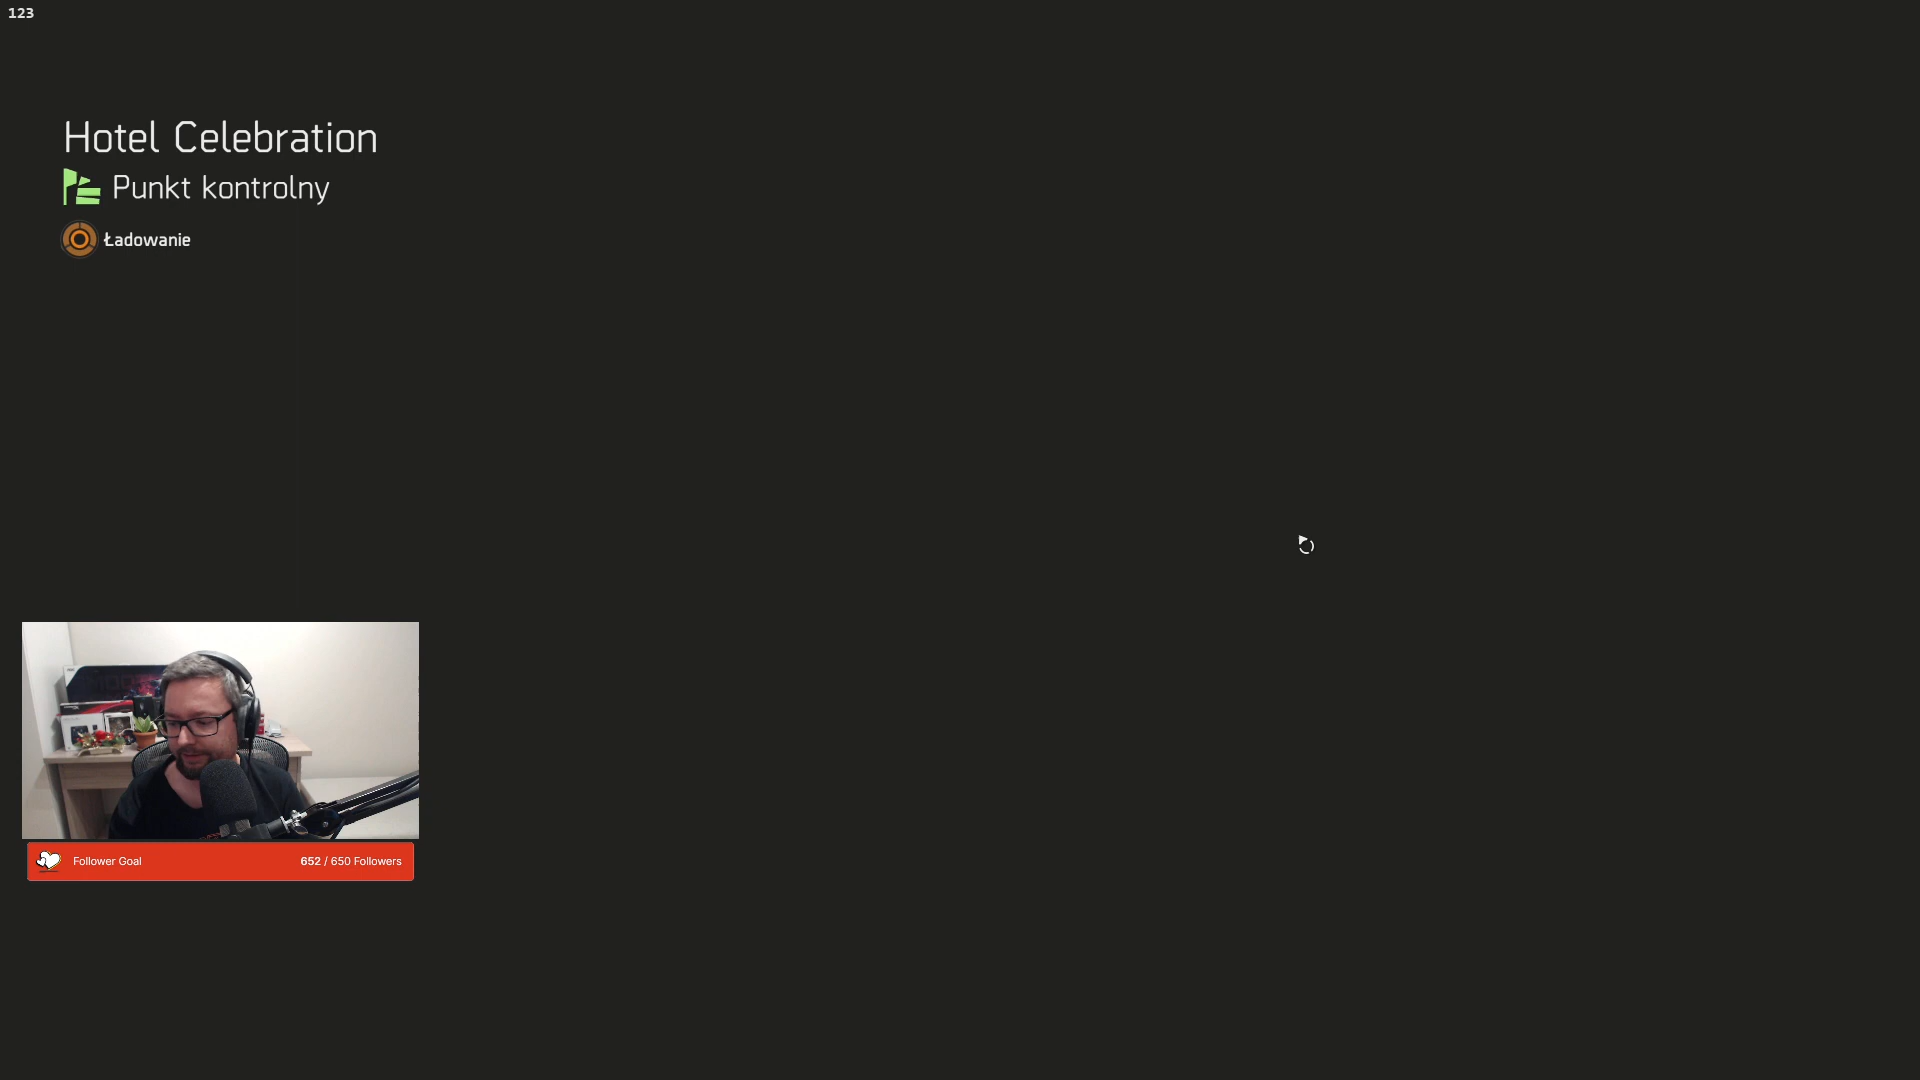 123
Hotel Celebration
Punkt kontrolny
Ładowanie
Follower Goal 652 / 650 Followers